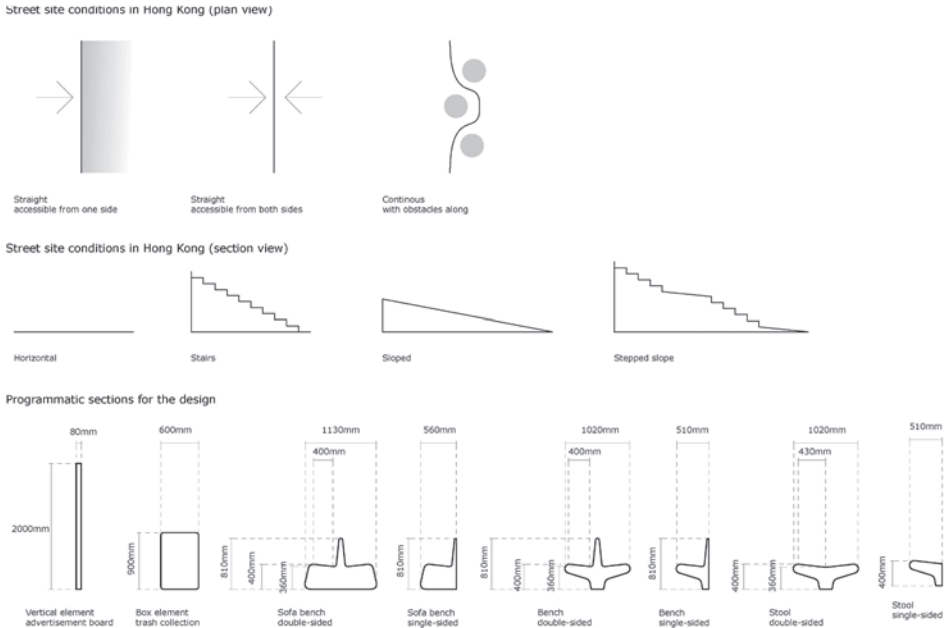 Street site conditions in Hong Kong (plan view)
Straight
accessible from one side
Straight
accessible from both sides
Continous
with obstacles along
Street site conditions in Hong Kong (section view)
Horizontal
Stairs
Sloped
Stepped slope
Programmatic sections for the design
80mm
600mm
1130mm
560mm
1020mm
510mm
1020mm
510mm
400mm
400mm
430mm
2000mm
900mm
810mm
400mm
360mm
810mm
810mm
400mm
360mm
810mm
400mm
360mm
400mm
Vertical element
advertisement board
Box element
trash collection
Sofa bench
double-sided
Sofa bench
single-sided
Bench
double-sided
Bench
single-sided
Stool
double-sided
Stool
single-sided